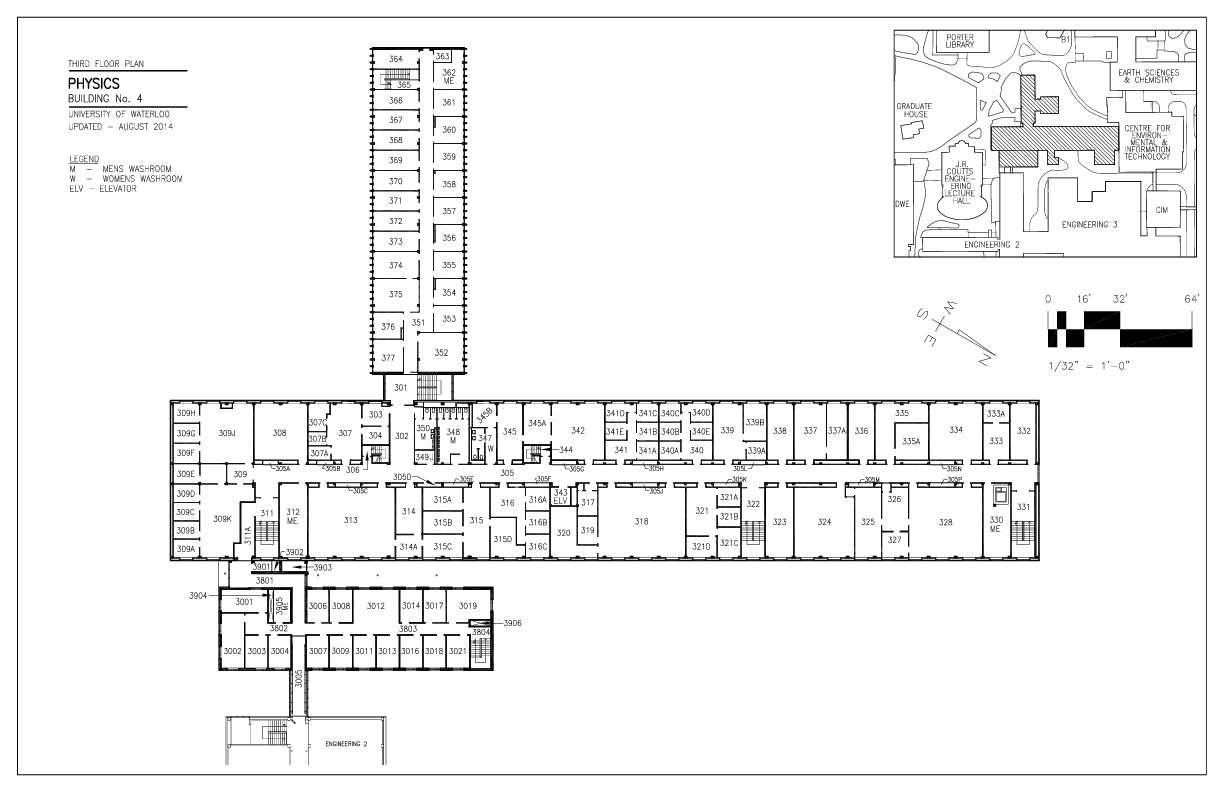 THIRD FLOOR PLAN
PHYSICS
BUILDING No. 4
UNIVERSITY OF WATERLOO
UPDATED – AUGUST 2014
LEGEND
M – MENS WASHROOM
W – WOMENS WASHROOM
ELV – ELEVATOR
PORTER
LIBRARY
B1
EARTH SCIENCES
& CHEMISTRY
GRADUATE
HOUSE
CENTRE FOR
ENVIRON-
MENTAL &
INFORMATION
TECHNOLOGY
J.R.
COUTTS
ENGINE-
ERING
LECTURE
HALL
DWE
CIM
ENGINEERING 3
ENGINEERING 2
S W
E N
0 16' 32' 64'
1/32" = 1'-0"
364 363
362
ME
365
366 361
367 360
368
369 359
370 358
371 357
372
373 356
374 355
375 354
376 351 353
377 352
301
309H 309J 308 307C 307 303 302 350 M 348 M 345B 345 345A 342 341D 341C 340C 340D 339 339B 338 337 337A 336 335 334 333A 332
309G 307B 304 347 W 341E 341B 340B 340E 335A 333
309F 307A 306 349J 344 341 341A 340A 340 339A
305A 305B 305 305G 305H 305L 305N
309E 309
305C 305D 305E 305F 305J 305K 305M 305P
309D 309K 311 312 ME 313 314 315A 315 316 316A 343 ELV 317 318 321 321A 322 323 324 325 326 328 330 ME 331
309C 315B 316B 320 319 321B
309B 311A 327
309A 314A 315C 315D 316C 321D 321C
3902
3901 3903
3801
3904
3001 3905 ME 3006 3008 3012 3014 3017 3019
3906
3802 3803 3804
3002 3003 3004 3007 3009 3011 3013 3016 3018 3021
3005
ENGINEERING 2